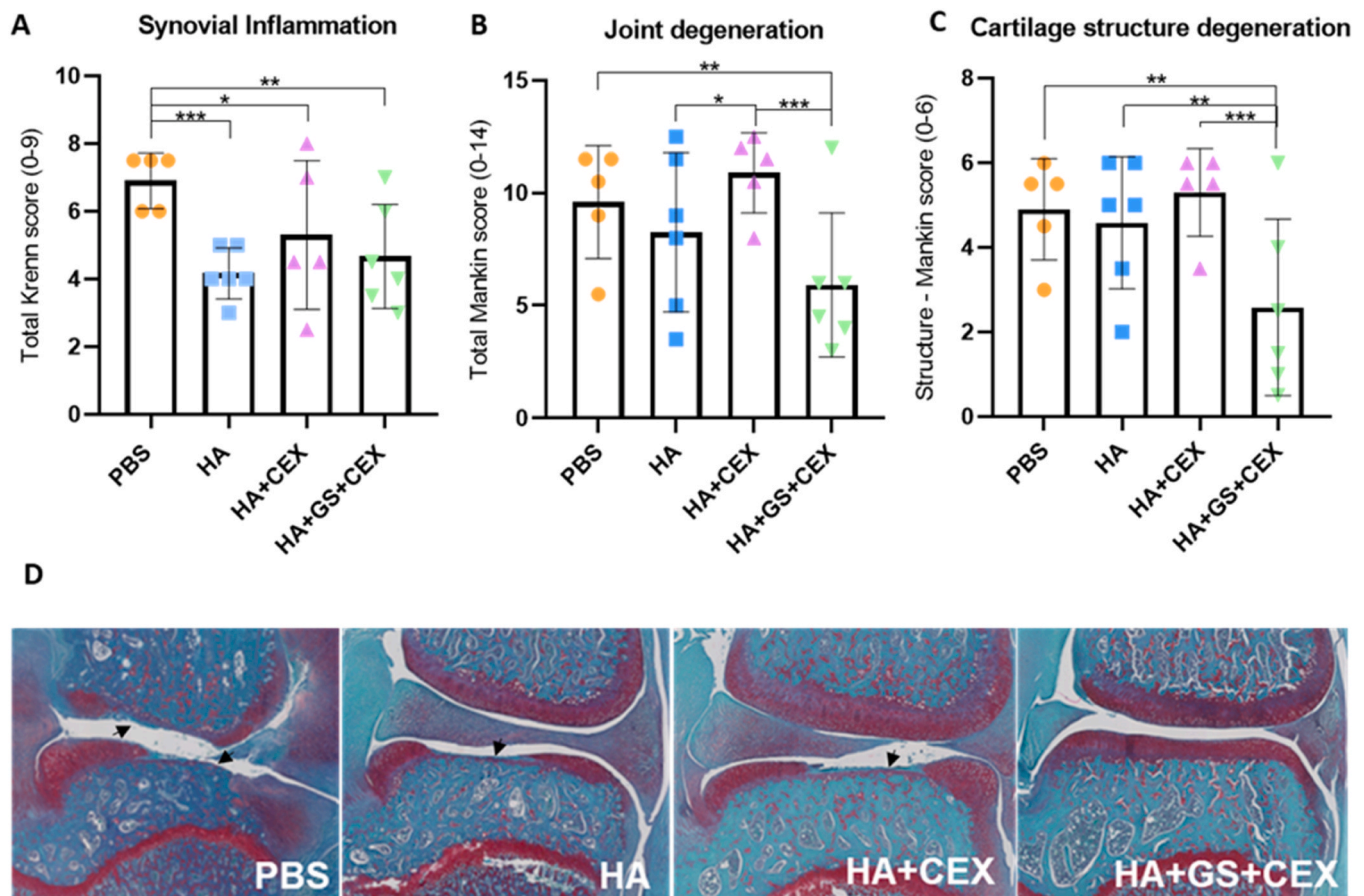 A
Synovial Inflammation
Total Krenn score (0-9)
10
8
6
4
2
0
**
*
***
PBS
HA
HA+CEX
HA+GS+CEX
B
Joint degeneration
Total Mankin score (0-14)
15
10
5
0
**
*
***
PBS
HA
HA+CEX
HA+GS+CEX
C
Cartilage structure degeneration
Structure - Mankin score (0-6)
8
6
4
2
0
**
**
***
PBS
HA
HA+CEX
HA+GS+CEX
D
PBS
HA
HA+CEX
HA+GS+CEX